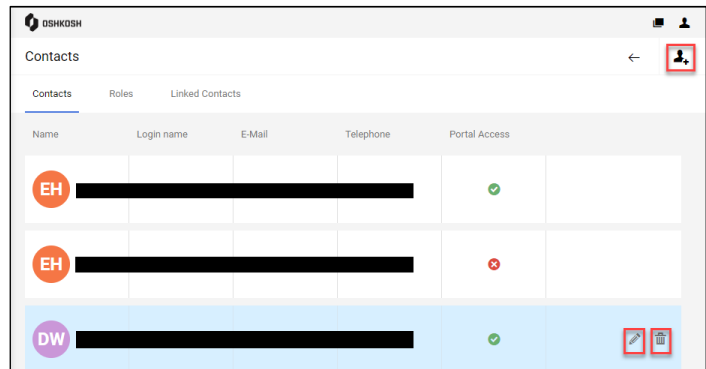 OSHKOSH
Contacts
Contacts Roles Linked Contacts
Name Login name E-Mail Telephone Portal Access
EH
EH
DW